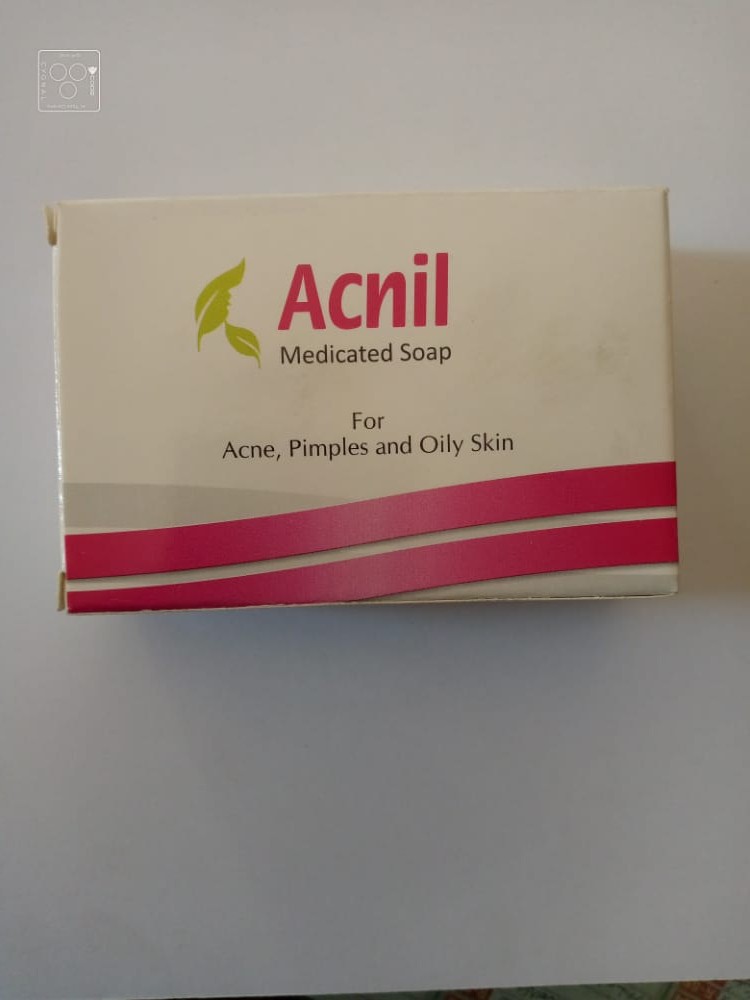 Acnil
Medicated Soap
For
Acne, Pimples and Oily Skin